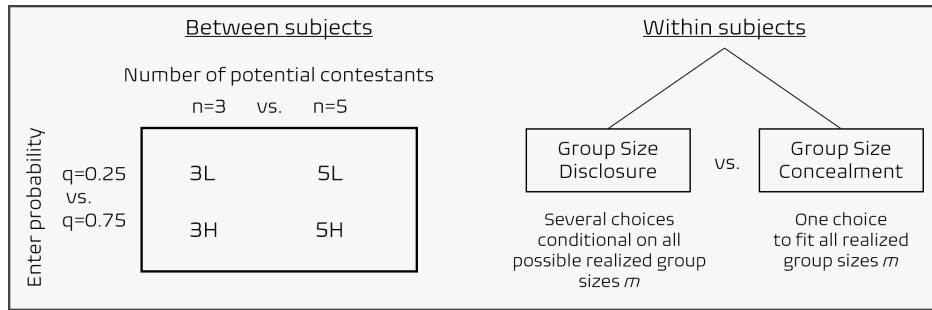 Between subjects
Number of potential contestants
n=3 vs. n=5
Enter probability
q=0.25
vs.
q=0.75
3L 5L
3H 5H
Within subjects
Group Size
Disclosure
vs.
Group Size
Concealment
Several choices
conditional on all
possible realized group
sizes m
One choice
to fit all realized
group sizes m